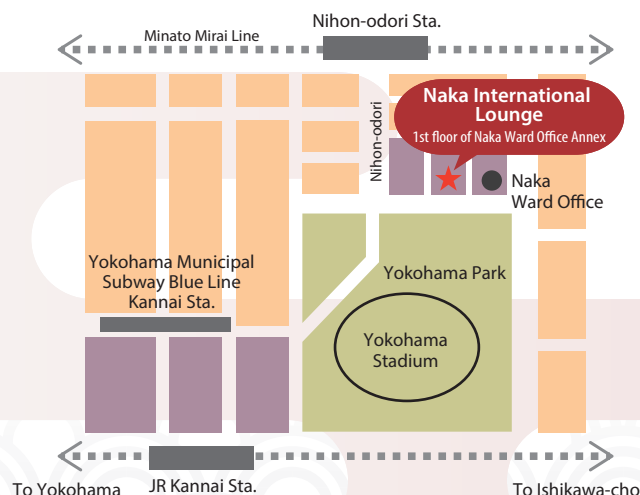 Nihon-odori Sta.
Minato Mirai Line
Naka International
Lounge
1st floor of Naka Ward Office Annex
Nihon-odori
Naka
Ward Office
Yokohama Municipal
Subway Blue Line
Kannai Sta.
Yokohama Park
Yokohama
Stadium
To Yokohama
JR Kannai Sta.
To Ishikawa-cho